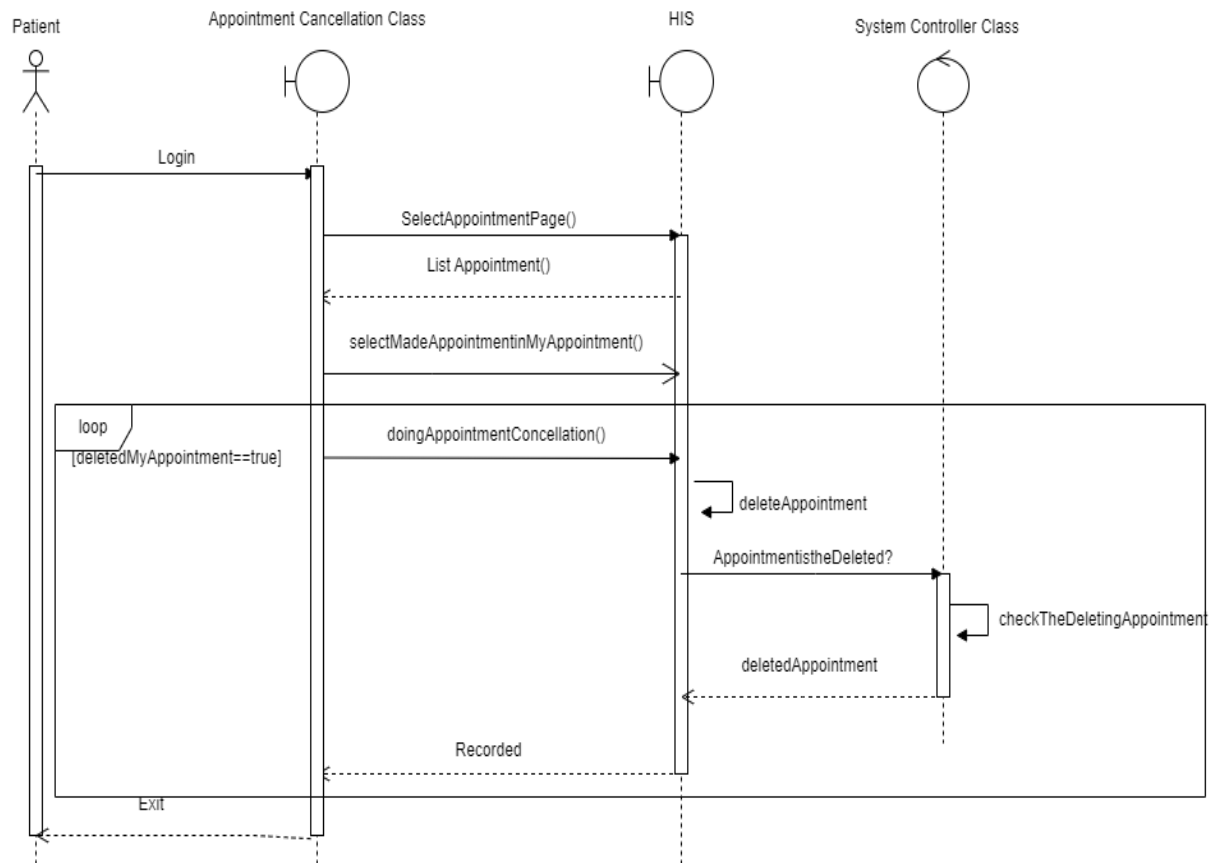 Patient
Appointment Cancellation Class
HIS
System Controller Class
Login
SelectAppointmentPage()
List Appointment()
selectMadeAppointmentinMyAppointment()
loop
doingAppointmentConcellation()
[deletedMyAppointment==true]
deleteAppointment
AppointmentistheDeleted?
checkTheDeletingAppointment
deletedAppointment
Recorded
Exit